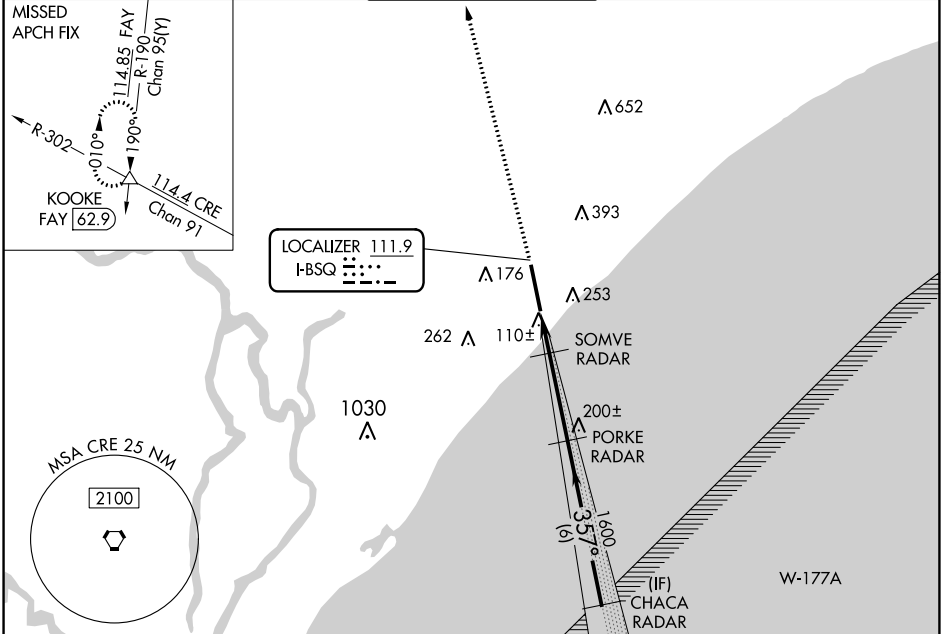 MISSED
APCH FIX
114.85 FAY
R-190
Chan 95(Y)
R-302
010°
190°
KOOKE
FAY 62.9
114.4 CRE
Chan 91
652
393
LOCALIZER 111.9
I-BSQ
176
253
262
110±
SOMVE
RADAR
1030
200±
PORKE
RADAR
MSA CRE 25 NM
2100
1600
357°
(6)
(IF)
CHACA
RADAR
W-177A